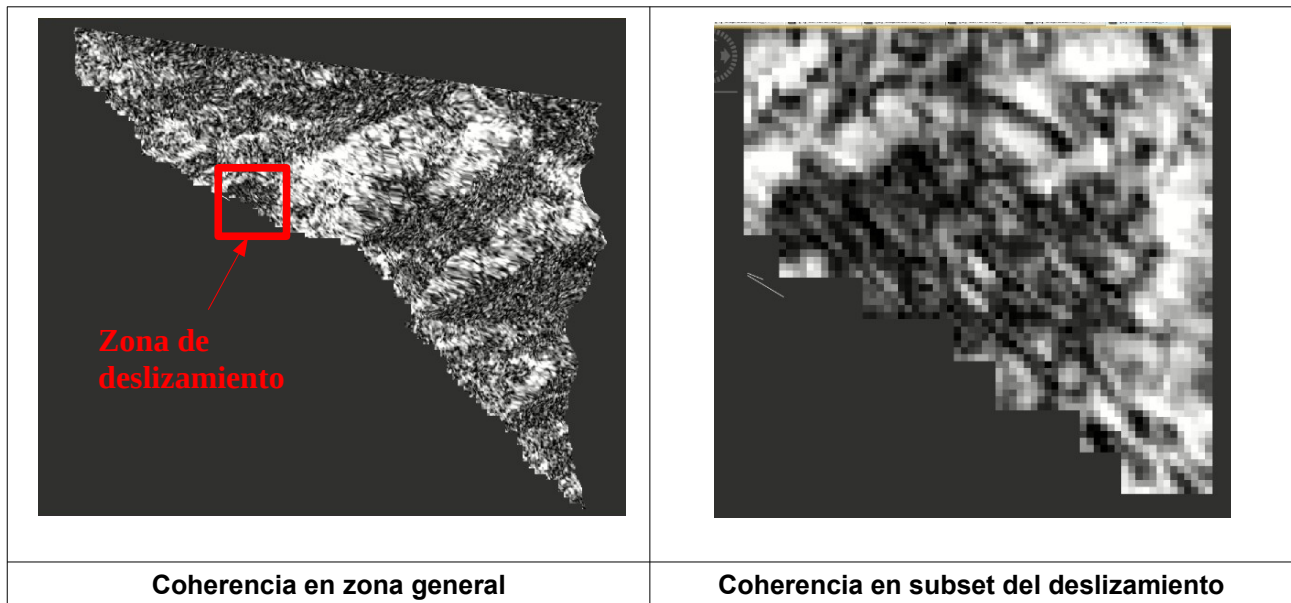 Zona de
deslizamiento
Coherencia en zona general
Coherencia en subset del deslizamiento